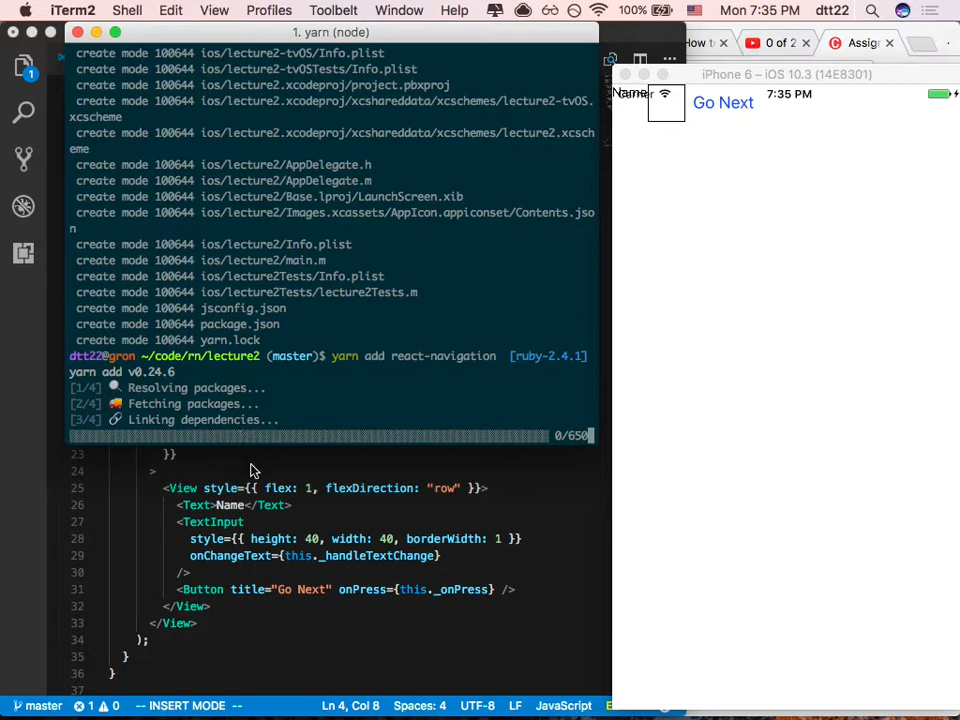 iTerm2 Shell Edit View Profiles Toolbelt Window Help 100% Mon 7:35 PM dtt22
1. yarn (node)
create mode 100644 ios/lecture2-tvOS/Info.plist
create mode 100644 ios/lecture2-tvOSTests/Info.plist
create mode 100644 ios/lecture2.xcodeproj/project.pbxproj
create mode 100644 ios/lecture2.xcodeproj/xcshareddata/xcschemes/lecture2-tvOS.
xcscheme
create mode 100644 ios/lecture2.xcodeproj/xcshareddata/xcschemes/lecture2.xcsch
eme
create mode 100644 ios/lecture2/AppDelegate.h
create mode 100644 ios/lecture2/AppDelegate.m
create mode 100644 ios/lecture2/Base.lproj/LaunchScreen.xib
create mode 100644 ios/lecture2/Images.xcassets/AppIcon.appiconset/Contents.jso
n
create mode 100644 ios/lecture2/Info.plist
create mode 100644 ios/lecture2/main.m
create mode 100644 ios/lecture2Tests/Info.plist
create mode 100644 ios/lecture2Tests/lecture2Tests.m
create mode 100644 jsconfig.json
create mode 100644 package.json
create mode 100644 yarn.lock
dtt22@gron ~/code/rn/lecture2 (master)$ yarn add react-navigation [ruby-2.4.1]
yarn add v0.24.6
[1/4] Resolving packages...
[2/4] Fetching packages...
[3/4] Linking dependencies...
0/650
23 }}
24 >
25 <View style={{ flex: 1, flexDirection: "row" }}>
26 <Text>Name</Text>
27 <TextInput
28 style={{ height: 40, width: 40, borderWidth: 1 }}
29 onChangeText={this._handleTextChange}
30 />
31 <Button title="Go Next" onPress={this._onPress} />
32 </View>
33 </View>
34 );
35 }
36 }
37
1
master 1 0 -- INSERT MODE -- Ln 4, Col 8 Spaces: 4 UTF-8 LF JavaScript
How to
0 of 2
Assig
iPhone 6 – iOS 10.3 (14E8301)
Name Carrier 7:35 PM
Go Next